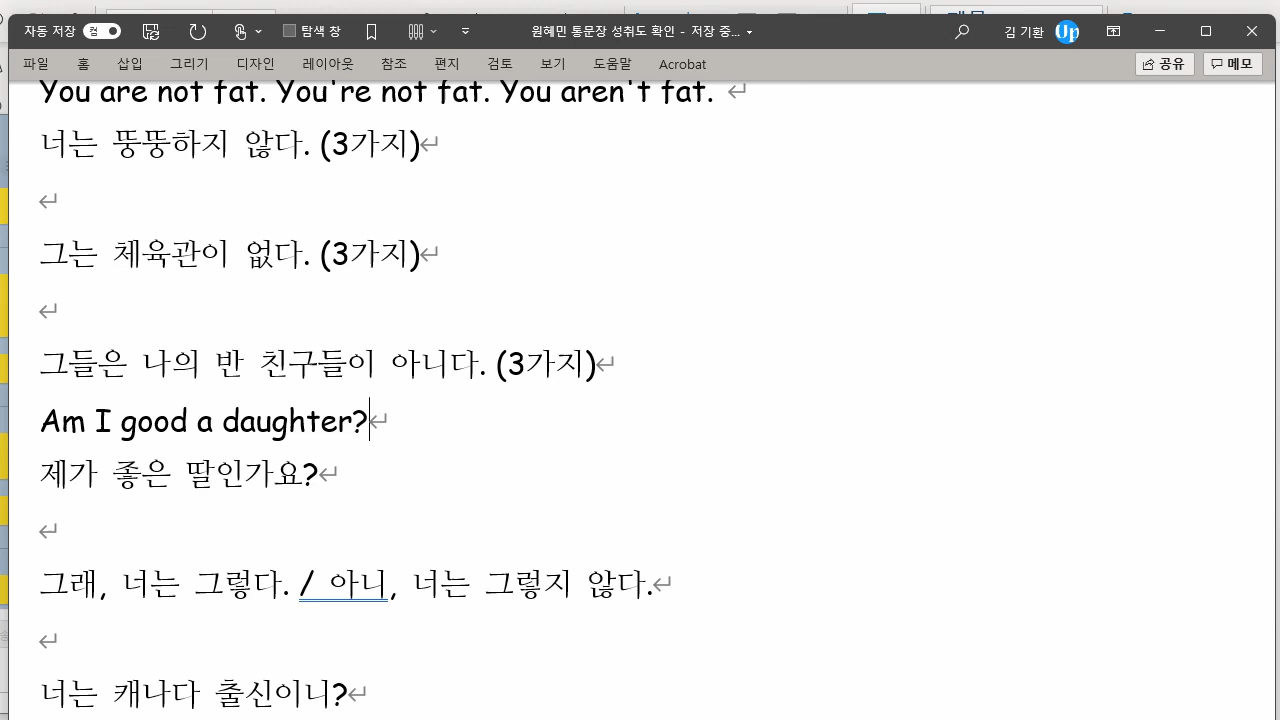 자동 저장 컴 탐색 창 원혜민 통문장 성취도 확인 - 저장 중... 김 기환 Up
파일 홈 삽입 그리기 디자인 레이아웃 참조 편지 검토 보기 도움말 Acrobat 공유 메모
You are not fat. You're not fat. You aren't fat.
너는 뚱뚱하지 않다. (3가지)
그는 체육관이 없다. (3가지)
그들은 나의 반 친구들이 아니다. (3가지)
Am I good a daughter?
제가 좋은 딸인가요?
그래, 너는 그렇다. / 아니, 너는 그렇지 않다.
너는 캐나다 출신이니?